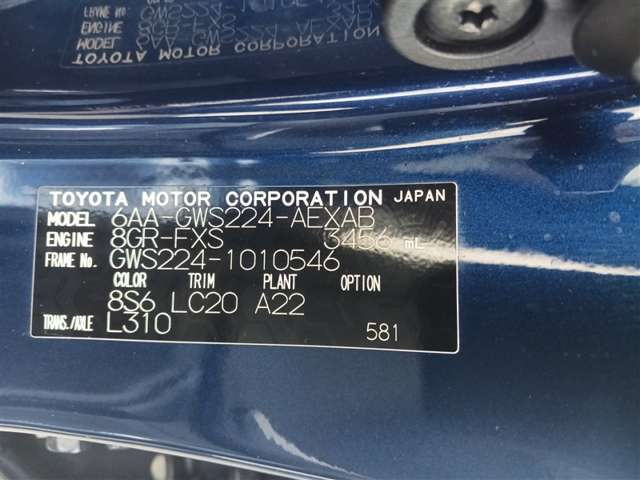 TOYOTA MOTOR CORPORATION JAPAN
MODEL 6AA-GWS224-AEXAB
ENGINE 8GR-FXS 3456 mL
FRAME No. GWS224-1010546
COLOR TRIM PLANT OPTION
8S6 LC20 A22
TRANS./AXLE L310
581